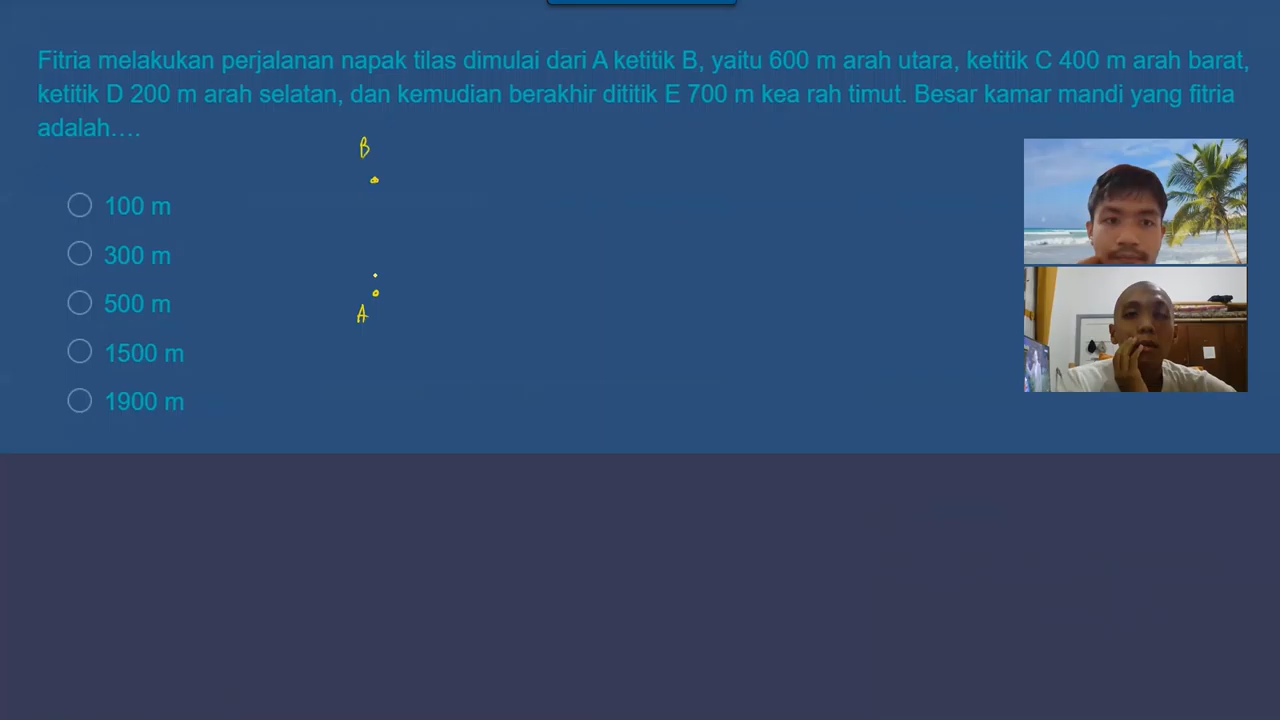 Fitria melakukan perjalanan napak tilas dimulai dari A ketitik B, yaitu 600 m arah utara, ketitik C 400 m arah barat,
ketitik D 200 m arah selatan, dan kemudian berakhir dititik E 700 m kea rah timut. Besar kamar mandi yang fitria
adalah….
B
100 m
300 m
500 m
A
1500 m
1900 m